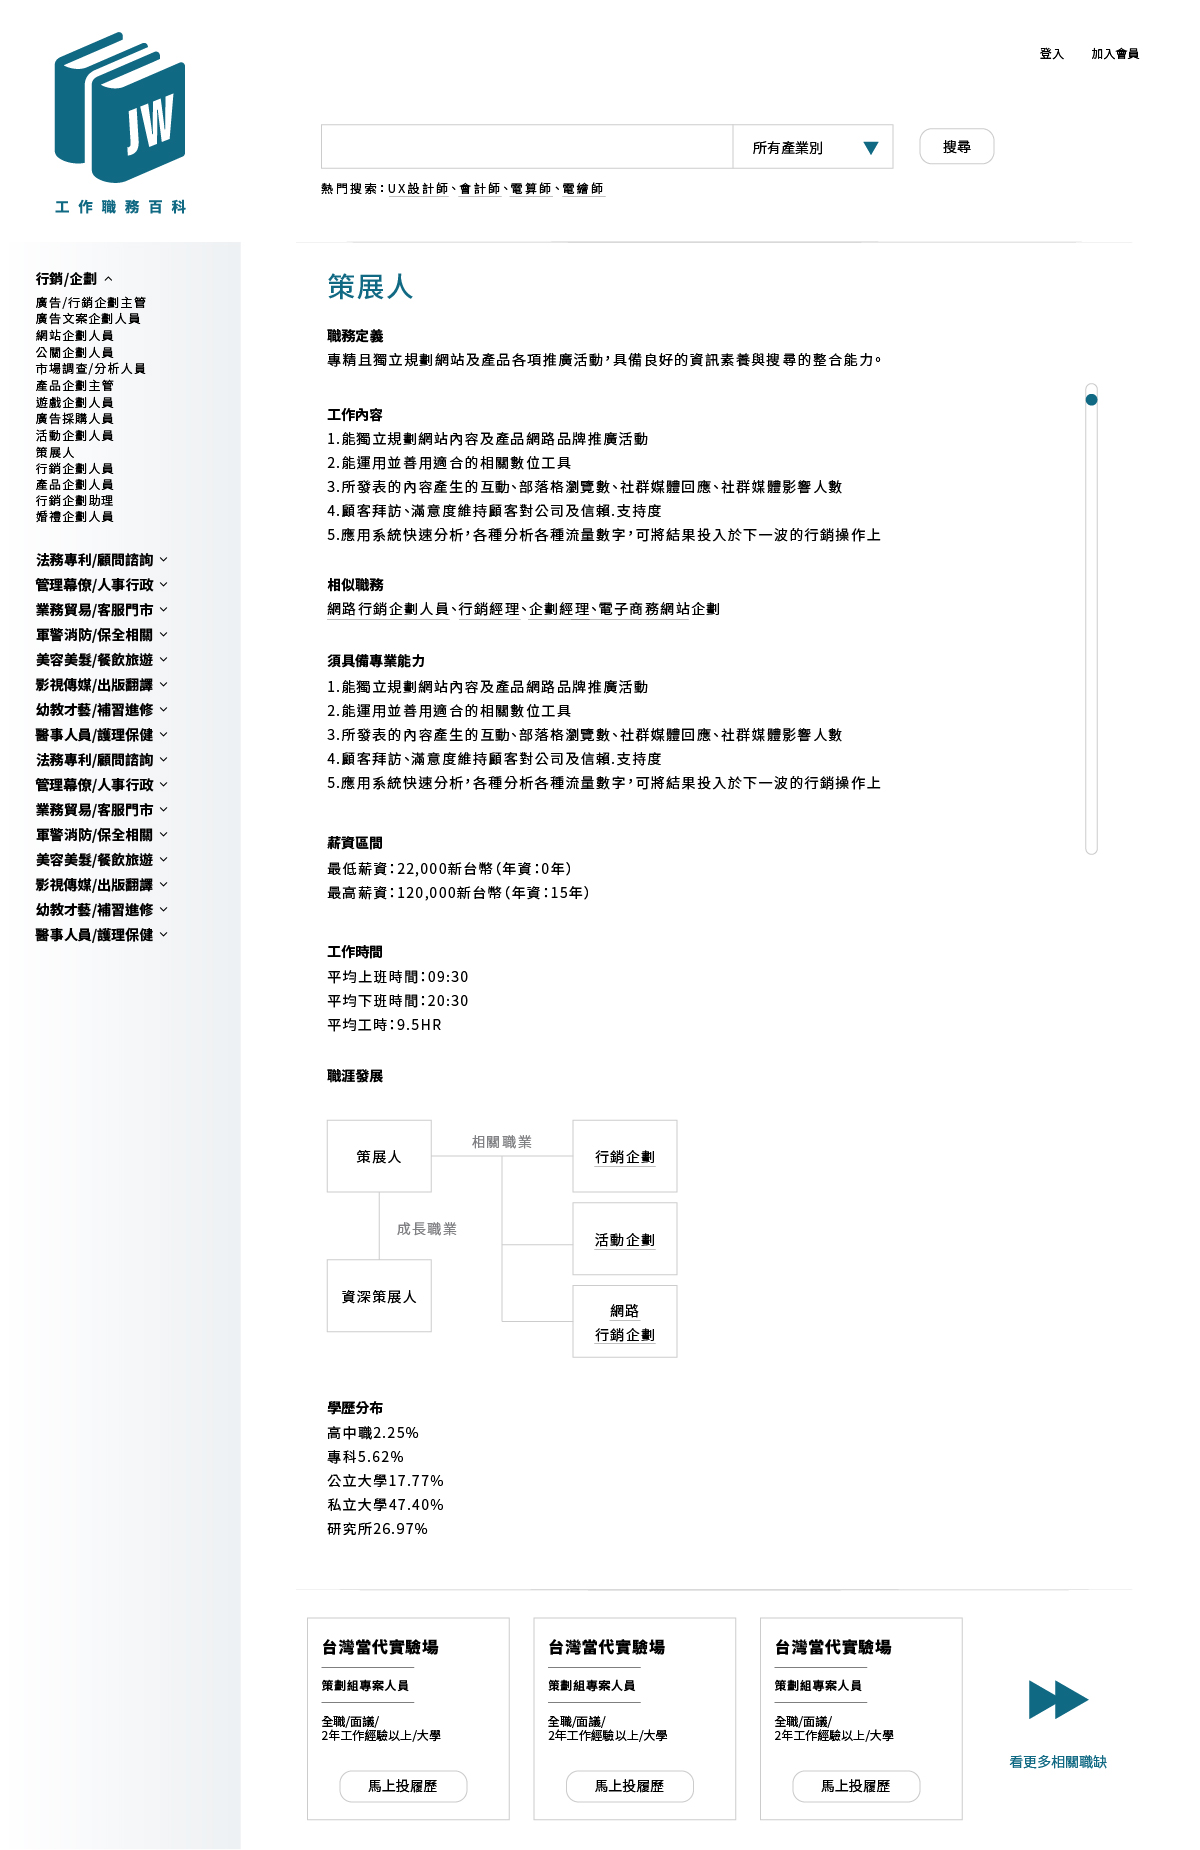 JW
工作職務百科
登入 加入會員
所有產業別 搜尋
熱門搜索：UX設計師、會計師、電算師、電繪師
行銷/企劃
廣告/行銷企劃主管
廣告文案企劃人員
網站企劃人員
公關企劃人員
市場調查/分析人員
產品企劃主管
遊戲企劃人員
廣告採購人員
活動企劃人員
策展人
行銷企劃人員
產品企劃人員
行銷企劃助理
婚禮企劃人員
法務專利/顧問諮詢
管理幕僚/人事行政
業務貿易/客服門市
軍警消防/保全相關
美容美髮/餐飲旅遊
影視傳媒/出版翻譯
幼教才藝/補習進修
醫事人員/護理保健
法務專利/顧問諮詢
管理幕僚/人事行政
業務貿易/客服門市
軍警消防/保全相關
美容美髮/餐飲旅遊
影視傳媒/出版翻譯
幼教才藝/補習進修
醫事人員/護理保健
策展人
職務定義
專精且獨立規劃網站及產品各項推廣活動，具備良好的資訊素養與搜尋的整合能力。
工作內容
1.能獨立規劃網站內容及產品網路品牌推廣活動
2.能運用並善用適合的相關數位工具
3.所發表的內容產生的互動、部落格瀏覽數、社群媒體回應、社群媒體影響人數
4.顧客拜訪、滿意度維持顧客對公司及信賴.支持度
5.應用系統快速分析，各種分析各種流量數字，可將結果投入於下一波的行銷操作上
相似職務
網路行銷企劃人員、行銷經理、企劃經理、電子商務網站企劃
須具備專業能力
1.能獨立規劃網站內容及產品網路品牌推廣活動
2.能運用並善用適合的相關數位工具
3.所發表的內容產生的互動、部落格瀏覽數、社群媒體回應、社群媒體影響人數
4.顧客拜訪、滿意度維持顧客對公司及信賴.支持度
5.應用系統快速分析，各種分析各種流量數字，可將結果投入於下一波的行銷操作上
薪資區間
最低薪資：22,000新台幣（年資：0年）
最高薪資：120,000新台幣（年資：15年）
工作時間
平均上班時間：09:30
平均下班時間：20:30
平均工時：9.5HR
職涯發展
策展人
相關職業
行銷企劃
成長職業
活動企劃
資深策展人
網路
行銷企劃
學歷分布
高中職2.25%
專科5.62%
公立大學17.77%
私立大學47.40%
研究所26.97%
台灣當代實驗場
策劃組專案人員
全職/面議/
2年工作經驗以上/大學
馬上投履歷
台灣當代實驗場
策劃組專案人員
全職/面議/
2年工作經驗以上/大學
馬上投履歷
台灣當代實驗場
策劃組專案人員
全職/面議/
2年工作經驗以上/大學
馬上投履歷
看更多相關職缺